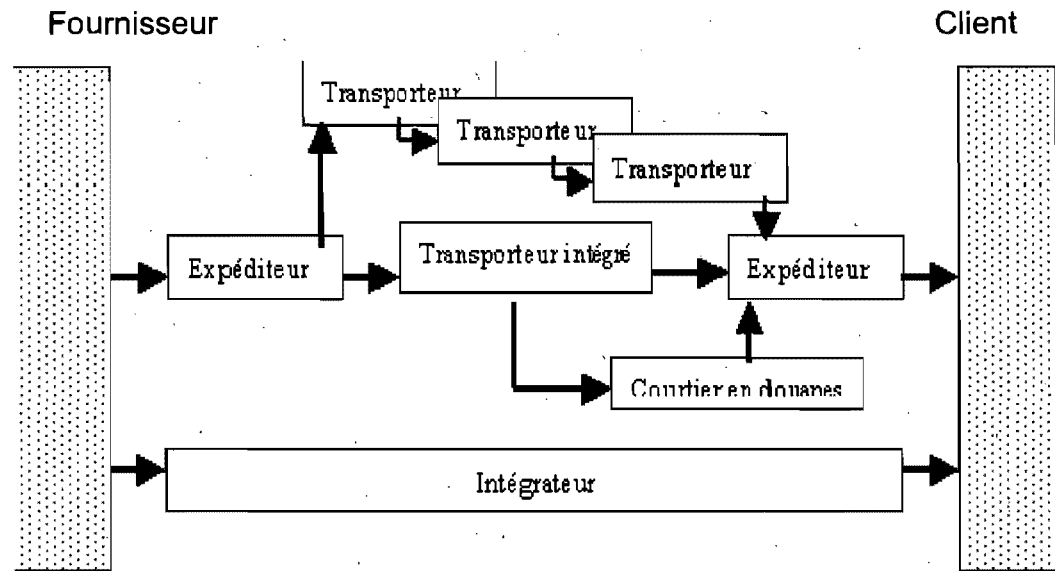 Fournisseur
Client
Transporteur
Transporteur
Transporteur
Expéditeur
Transporteur intégré
Expéditeur
Courtier en douanes
Intégrateur